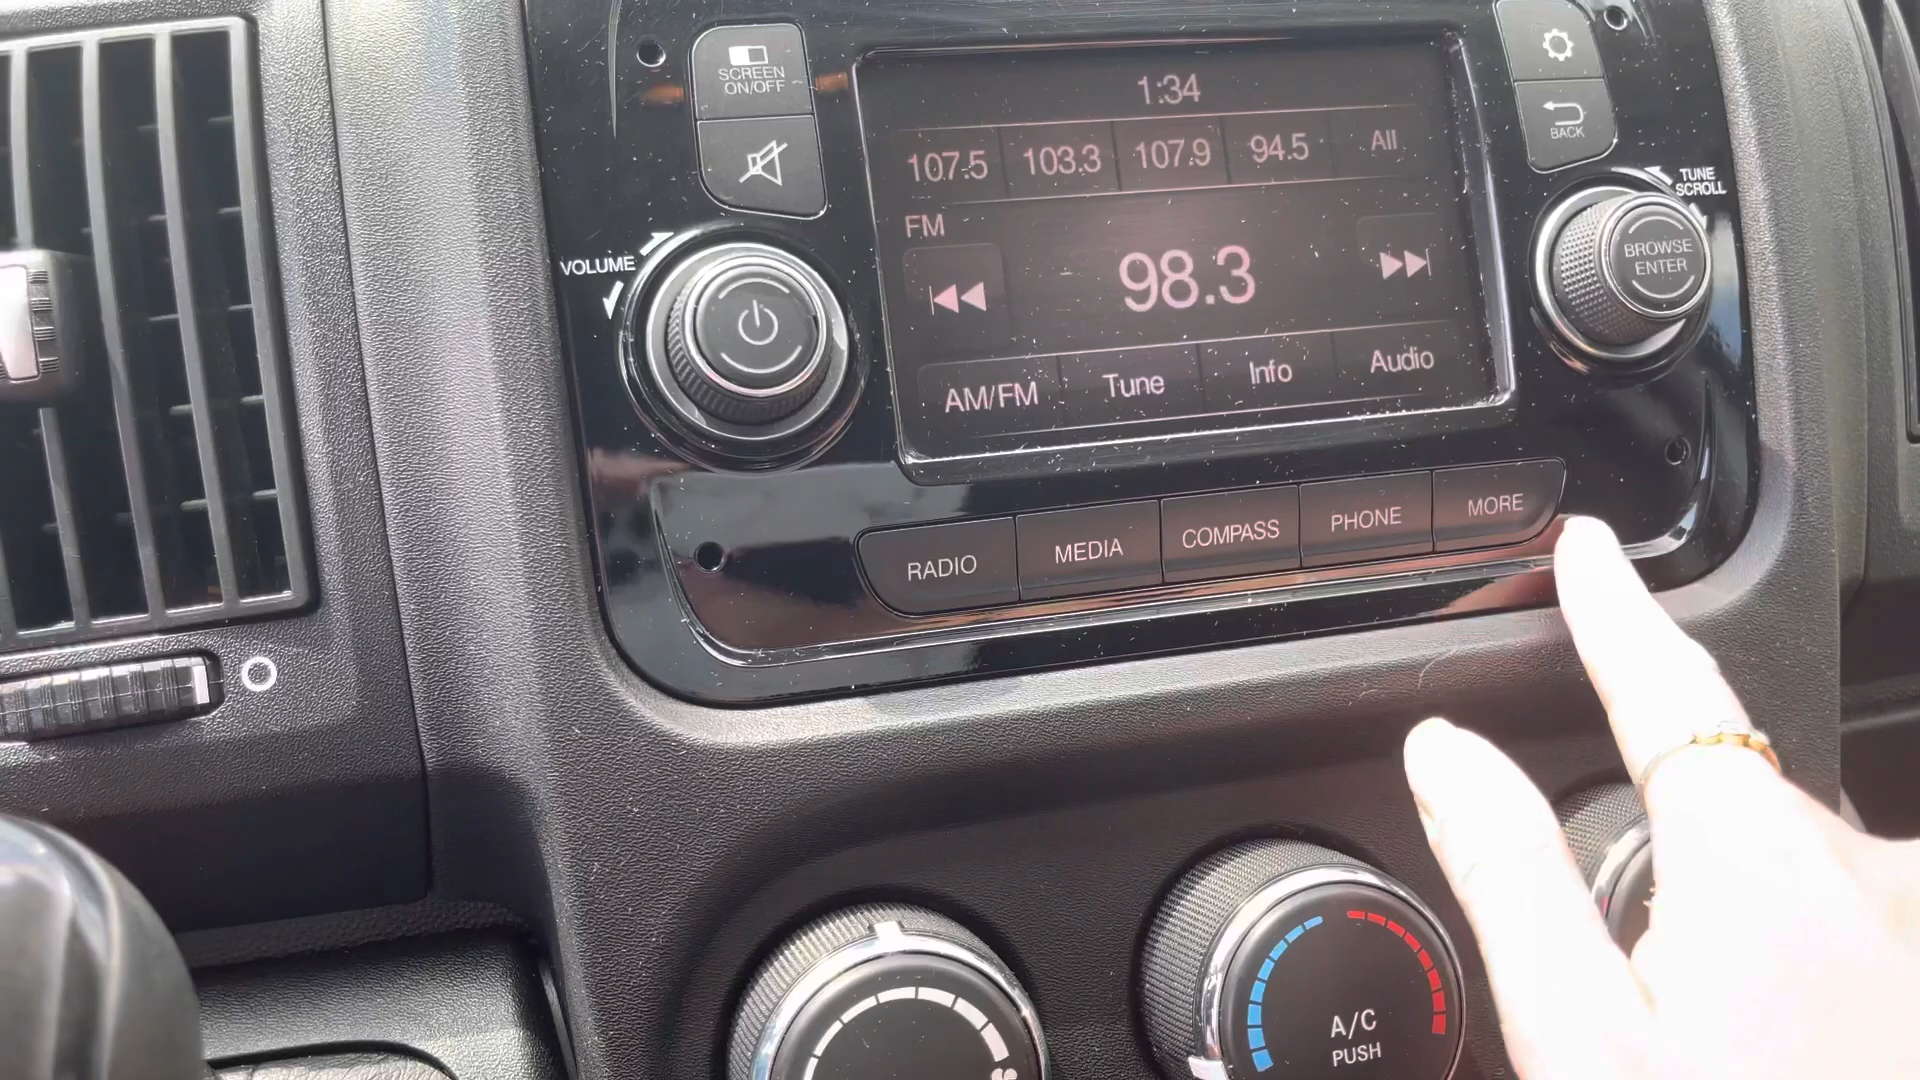 SCREEN
ON/OFF
1:34
107.5 103.3 107.9 94.5 All
FM
98.3
AM/FM Tune Info Audio
BACK
VOLUME
TUNE
SCROLL
BROWSE
ENTER
RADIO MEDIA COMPASS PHONE MORE
A/C
PUSH